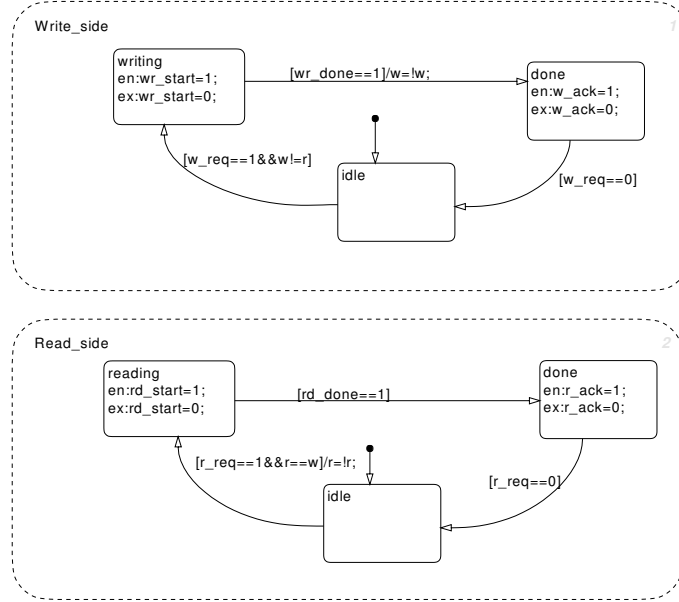 Write_side
1
writing
en:wr_start=1;
ex:wr_start=0;
[wr_done==1]/w=!w;
done
en:w_ack=1;
ex:w_ack=0;
[w_req==1&&w!=r]
idle
[w_req==0]
Read_side
2
reading
en:rd_start=1;
ex:rd_start=0;
[rd_done==1]
done
en:r_ack=1;
ex:r_ack=0;
[r_req==1&&r==w]/r=!r;
idle
[r_req==0]